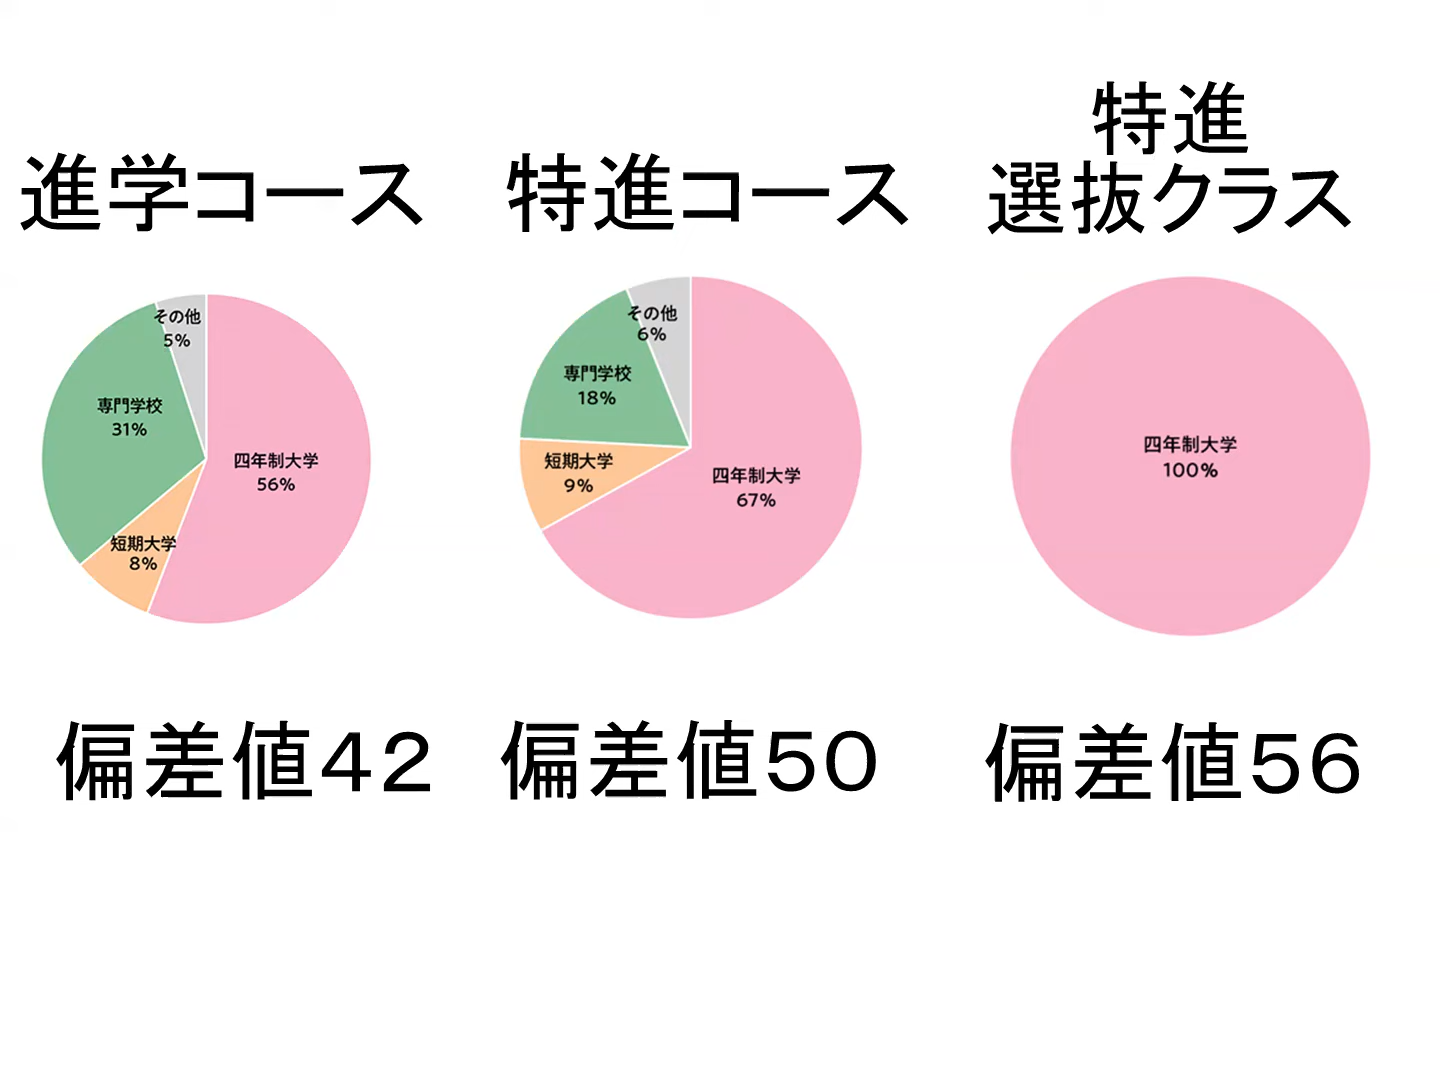 進学コース
特進コース
特進
選抜クラス
その他
5%
専門学校
31%
四年制大学
56%
短期大学
8%
その他
6%
専門学校
18%
短期大学
9%
四年制大学
67%
四年制大学
100%
偏差値42
偏差値50
偏差値56